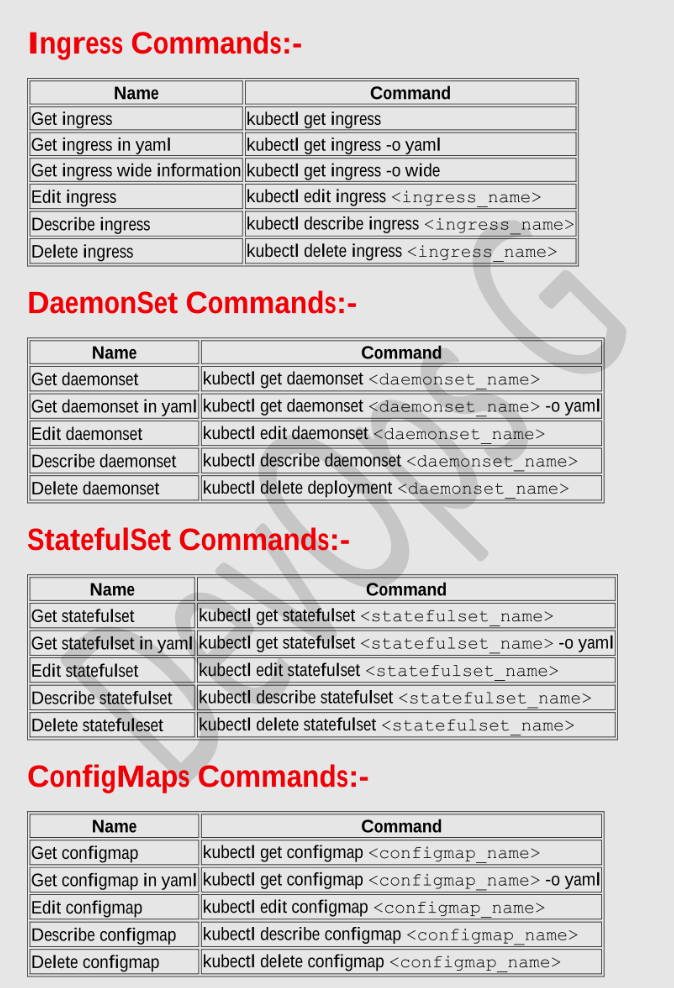 Ingress Commands:-
Name Command
Get ingress kubectl get ingress
Get ingress in yaml kubectl get ingress -o yaml
Get ingress wide information kubectl get ingress -o wide
Edit ingress kubectl edit ingress <ingress_name>
Describe ingress kubectl describe ingress <ingress_name>
Delete ingress kubectl delete ingress <ingress_name>
DaemonSet Commands:-
Name Command
Get daemonset kubectl get daemonset <daemonset_name>
Get daemonset in yaml kubectl get daemonset <daemonset_name> -o yaml
Edit daemonset kubectl edit daemonset <daemonset_name>
Describe daemonset kubectl describe daemonset <daemonset_name>
Delete daemonset kubectl delete deployment <daemonset_name>
StatefulSet Commands:-
Name Command
Get statefulset kubectl get statefulset <statefulset_name>
Get statefulset in yaml kubectl get statefulset <statefulset_name> -o yaml
Edit statefulset kubectl edit statefulset <statefulset_name>
Describe statefulset kubectl describe statefulset <statefulset_name>
Delete statefuleset kubectl delete statefulset <statefulset_name>
ConfigMaps Commands:-
Name Command
Get configmap kubectl get configmap <configmap_name>
Get configmap in yaml kubectl get configmap <configmap_name> -o yaml
Edit configmap kubectl edit configmap <configmap_name>
Describe configmap kubectl describe configmap <configmap_name>
Delete configmap kubectl delete configmap <configmap_name>
DevOps G